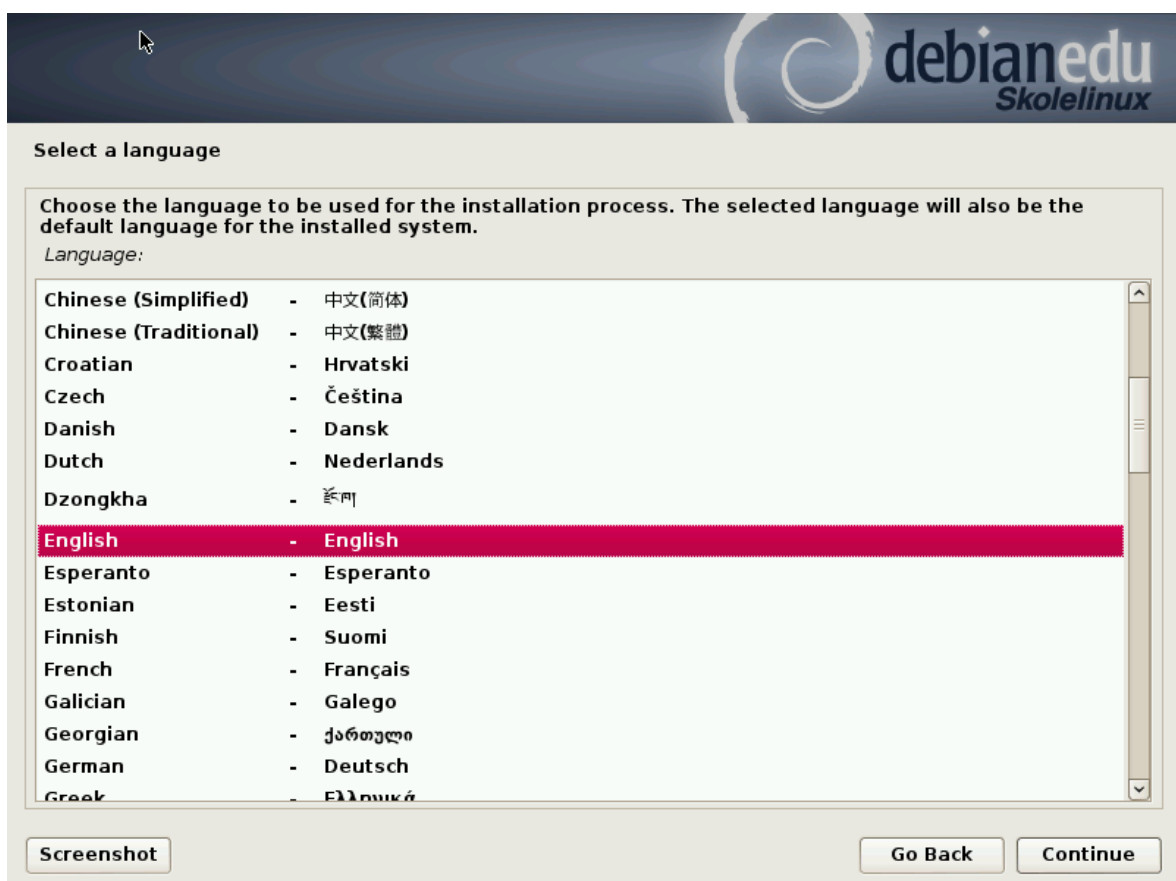 debianedu
Skolelinux
Select a language
Choose the language to be used for the installation process. The selected language will also be the
default language for the installed system.
Language:
Chinese (Simplified) - 中文(简体)
Chinese (Traditional) - 中文(繁體)
Croatian - Hrvatski
Czech - Čeština
Danish - Dansk
Dutch - Nederlands
Dzongkha - རྫོང་ཁ།
English - English
Esperanto - Esperanto
Estonian - Eesti
Finnish - Suomi
French - Français
Galician - Galego
Georgian - ქართული
German - Deutsch
Greek - Ελληνικά
Screenshot Go Back Continue